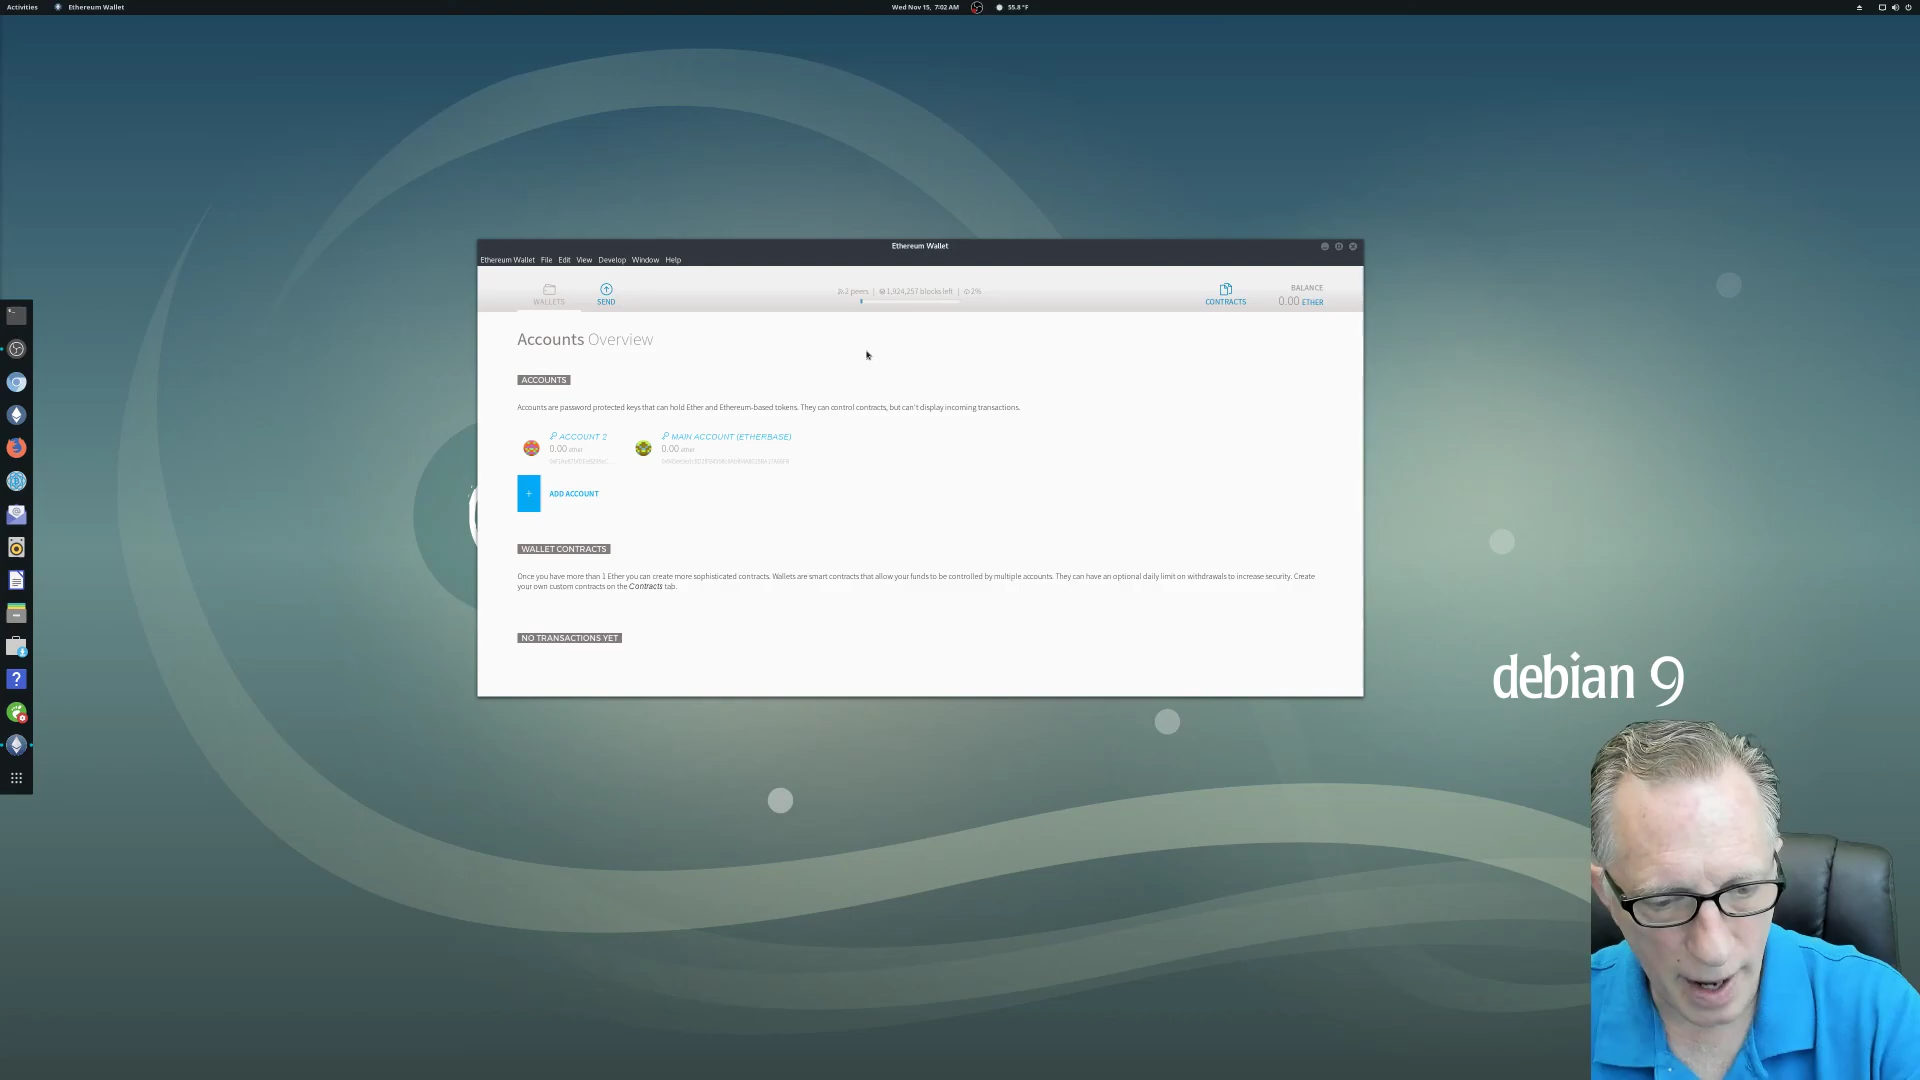 Activities Ethereum Wallet Wed Nov 15, 7:02 AM 55.8 °F
Ethereum Wallet
Ethereum Wallet File Edit View Develop Window Help
WALLETS SEND 2 peers | 1,924,257 blocks left | 2% CONTRACTS BALANCE
0.00 ETHER
Accounts Overview
ACCOUNTS
Accounts are password protected keys that can hold Ether and Ethereum-based tokens. They can control contracts, but can't display incoming transactions.
ACCOUNT 2 MAIN ACCOUNT (ETHERBASE)
0.00 ether 0.00 ether
+ ADD ACCOUNT
WALLET CONTRACTS
Once you have more than 1 Ether you can create more sophisticated contracts. Wallets are smart contracts that allow your funds to be controlled by multiple accounts. They can have an optional daily limit on withdrawals to increase security. Create
your own custom contracts on the Contracts tab.
NO TRANSACTIONS YET
debian 9